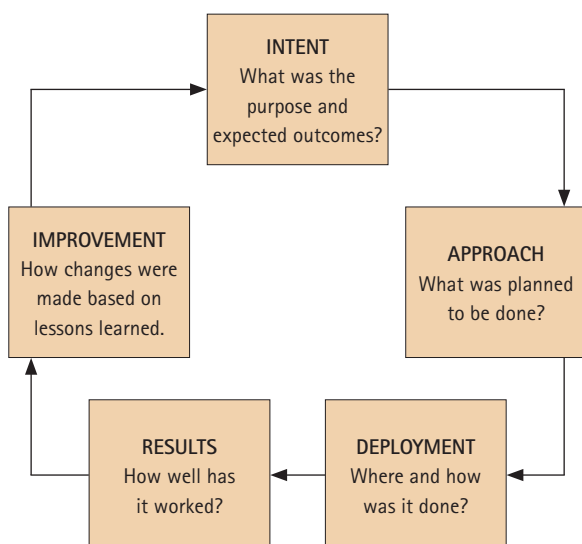 INTENT
What was the
purpose and
expected outcomes?
APPROACH
What was planned
to be done?
DEPLOYMENT
Where and how
was it done?
RESULTS
How well has
it worked?
IMPROVEMENT
How changes were
made based on
lessons learned.